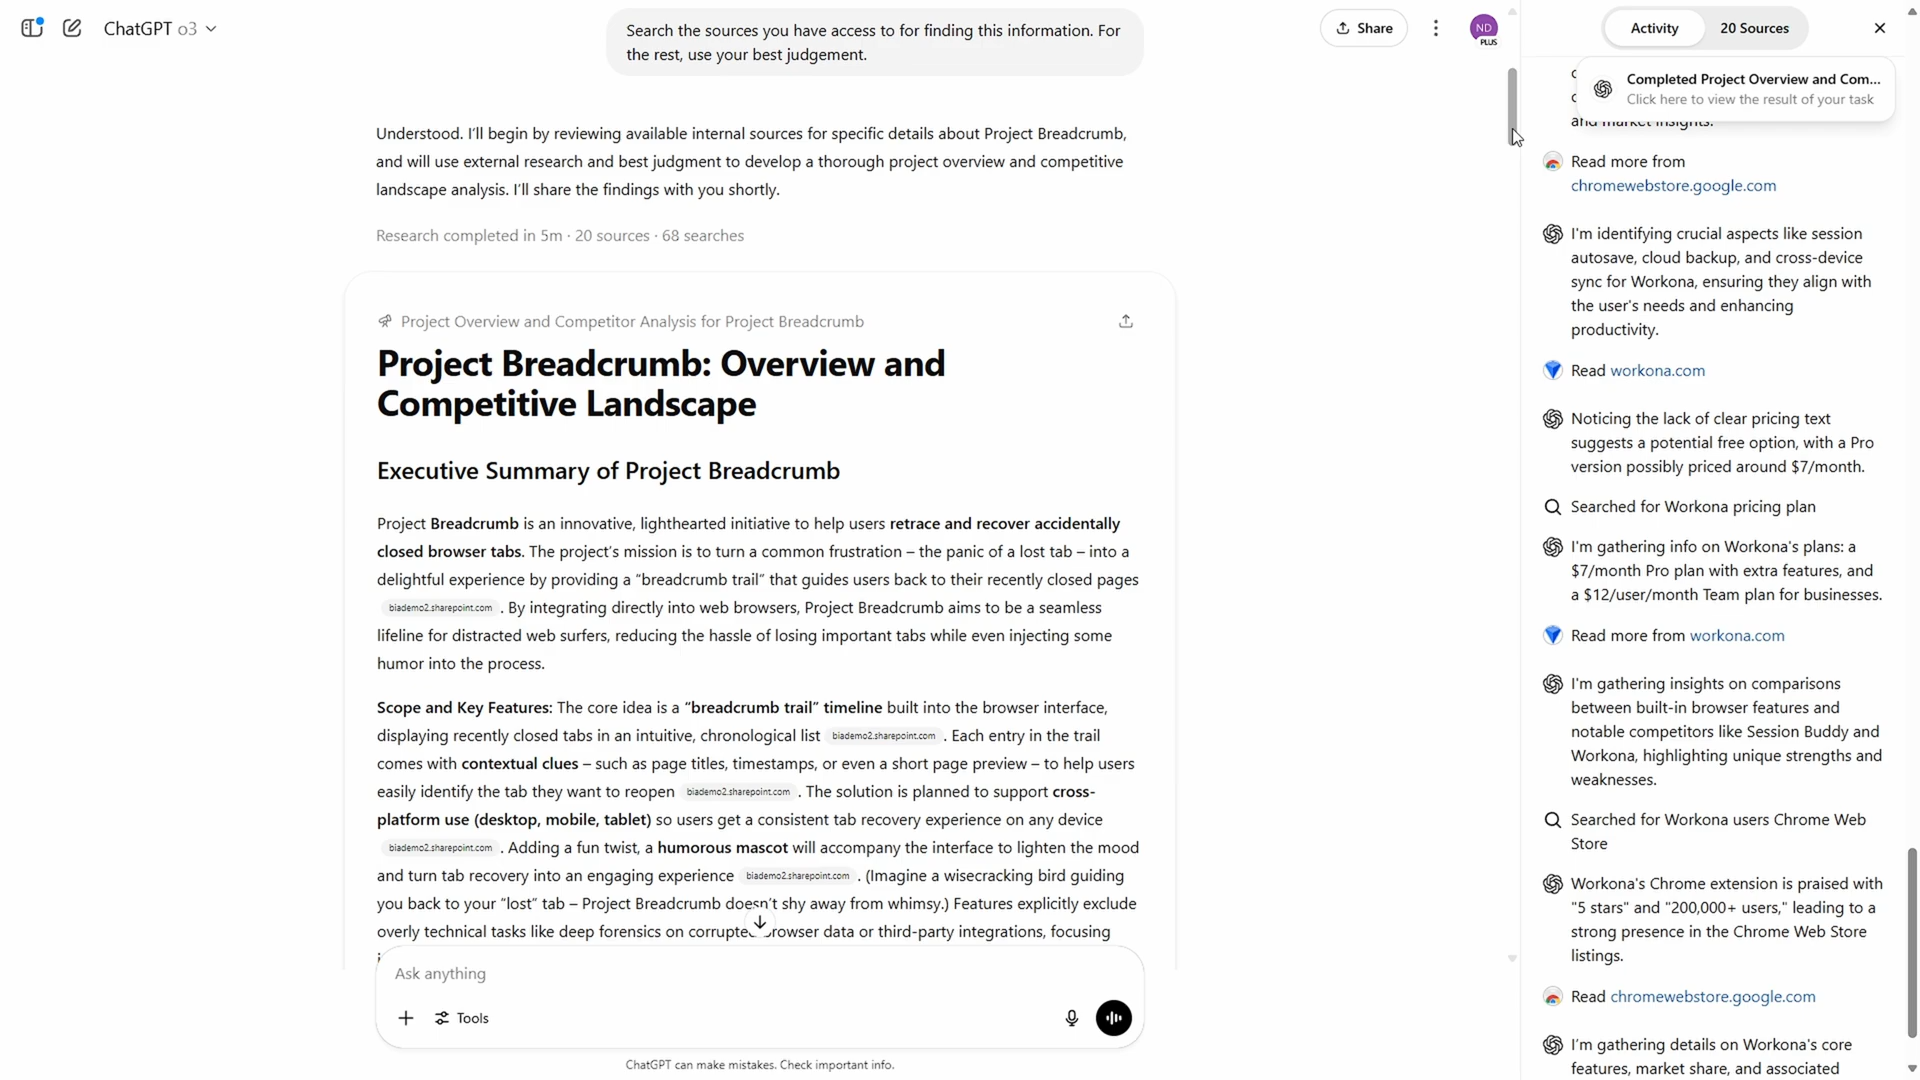 ChatGPT o3
Search the sources you have access to for finding this information. For
the rest, use your best judgement.
Share
ND
PLUS
Understood. I'll begin by reviewing available internal sources for specific details about Project Breadcrumb,
and will use external research and best judgment to develop a thorough project overview and competitive
landscape analysis. I'll share the findings with you shortly.
Research completed in 5m · 20 sources · 68 searches
Project Overview and Competitor Analysis for Project Breadcrumb
Project Breadcrumb: Overview and
Competitive Landscape
Executive Summary of Project Breadcrumb
Project Breadcrumb is an innovative, lighthearted initiative to help users retrace and recover accidentally
closed browser tabs. The project's mission is to turn a common frustration – the panic of a lost tab – into a
delightful experience by providing a "breadcrumb trail" that guides users back to their recently closed pages
biademo2.sharepoint.com . By integrating directly into web browsers, Project Breadcrumb aims to be a seamless
lifeline for distracted web surfers, reducing the hassle of losing important tabs while even injecting some
humor into the process.
Scope and Key Features: The core idea is a "breadcrumb trail" timeline built into the browser interface,
displaying recently closed tabs in an intuitive, chronological list biademo2.sharepoint.com . Each entry in the trail
comes with contextual clues – such as page titles, timestamps, or even a short page preview – to help users
easily identify the tab they want to reopen biademo2.sharepoint.com . The solution is planned to support cross-
platform use (desktop, mobile, tablet) so users get a consistent tab recovery experience on any device
biademo2.sharepoint.com . Adding a fun twist, a humorous mascot will accompany the interface to lighten the mood
and turn tab recovery into an engaging experience biademo2.sharepoint.com . (Imagine a wisecracking bird guiding
you back to your "lost" tab – Project Breadcrumb doesn't shy away from whimsy.) Features explicitly exclude
overly technical tasks like deep forensics on corrupted browser data or third-party integrations, focusing
Ask anything
Tools
ChatGPT can make mistakes. Check important info.
Activity
20 Sources
Completed Project Overview and Com...
Click here to view the result of your task
and market insights.
Read more from
chromewebstore.google.com
I'm identifying crucial aspects like session
autosave, cloud backup, and cross-device
sync for Workona, ensuring they align with
the user's needs and enhancing
productivity.
Read workona.com
Noticing the lack of clear pricing text
suggests a potential free option, with a Pro
version possibly priced around $7/month.
Searched for Workona pricing plan
I'm gathering info on Workona's plans: a
$7/month Pro plan with extra features, and
a $12/user/month Team plan for businesses.
Read more from workona.com
I'm gathering insights on comparisons
between built-in browser features and
notable competitors like Session Buddy and
Workona, highlighting unique strengths and
weaknesses.
Searched for Workona users Chrome Web
Store
Workona's Chrome extension is praised with
"5 stars" and "200,000+ users," leading to a
strong presence in the Chrome Web Store
listings.
Read chromewebstore.google.com
I'm gathering details on Workona's core
features, market share, and associated